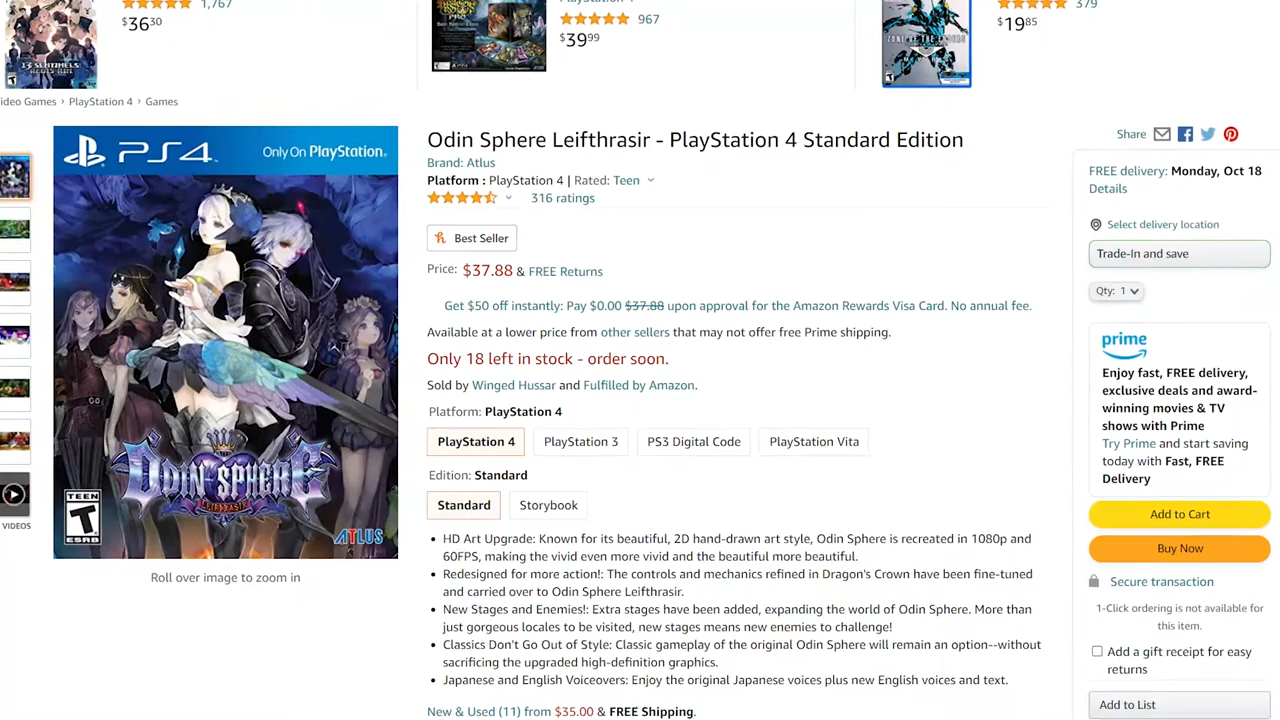 1,767
$36.30
967
$39.99
379
$19.85
13 SENTINELS:
ideo Games › PlayStation 4 › Games
PS4 Only On PlayStation.
ODIN SPHERE
LEIFTHRASIR
TEEN
T
ESRB
ATLUS
VIDEOS
Roll over image to zoom in
Odin Sphere Leifthrasir - PlayStation 4 Standard Edition
Brand: Atlus
Platform : PlayStation 4 | Rated: Teen
316 ratings
Best Seller
Price: $37.88 & FREE Returns
Get $50 off instantly: Pay $0.00 $37.88 upon approval for the Amazon Rewards Visa Card. No annual fee.
Available at a lower price from other sellers that may not offer free Prime shipping.
Only 18 left in stock - order soon.
Sold by Winged Hussar and Fulfilled by Amazon.
Platform: PlayStation 4
PlayStation 4 PlayStation 3 PS3 Digital Code PlayStation Vita
Edition: Standard
Standard Storybook
• HD Art Upgrade: Known for its beautiful, 2D hand-drawn art style, Odin Sphere is recreated in 1080p and
60FPS, making the vivid even more vivid and the beautiful more beautiful.
• Redesigned for more action!: The controls and mechanics refined in Dragon's Crown have been fine-tuned
and carried over to Odin Sphere Leifthrasir.
• New Stages and Enemies!: Extra stages have been added, expanding the world of Odin Sphere. More than
just gorgeous locales to be visited, new stages means new enemies to challenge!
• Classics Don't Go Out of Style: Classic gameplay of the original Odin Sphere will remain an option--without
sacrificing the upgraded high-definition graphics.
• Japanese and English Voiceovers: Enjoy the original Japanese voices plus new English voices and text.
New & Used (11) from $35.00 & FREE Shipping.
Share
FREE delivery: Monday, Oct 18
Details
Select delivery location
Trade-In and save
Qty: 1
prime
Enjoy fast, FREE delivery,
exclusive deals and award-
winning movies & TV
shows with Prime
Try Prime and start saving
today with Fast, FREE
Delivery
Add to Cart
Buy Now
Secure transaction
1-Click ordering is not available for
this item.
Add a gift receipt for easy
returns
Add to List